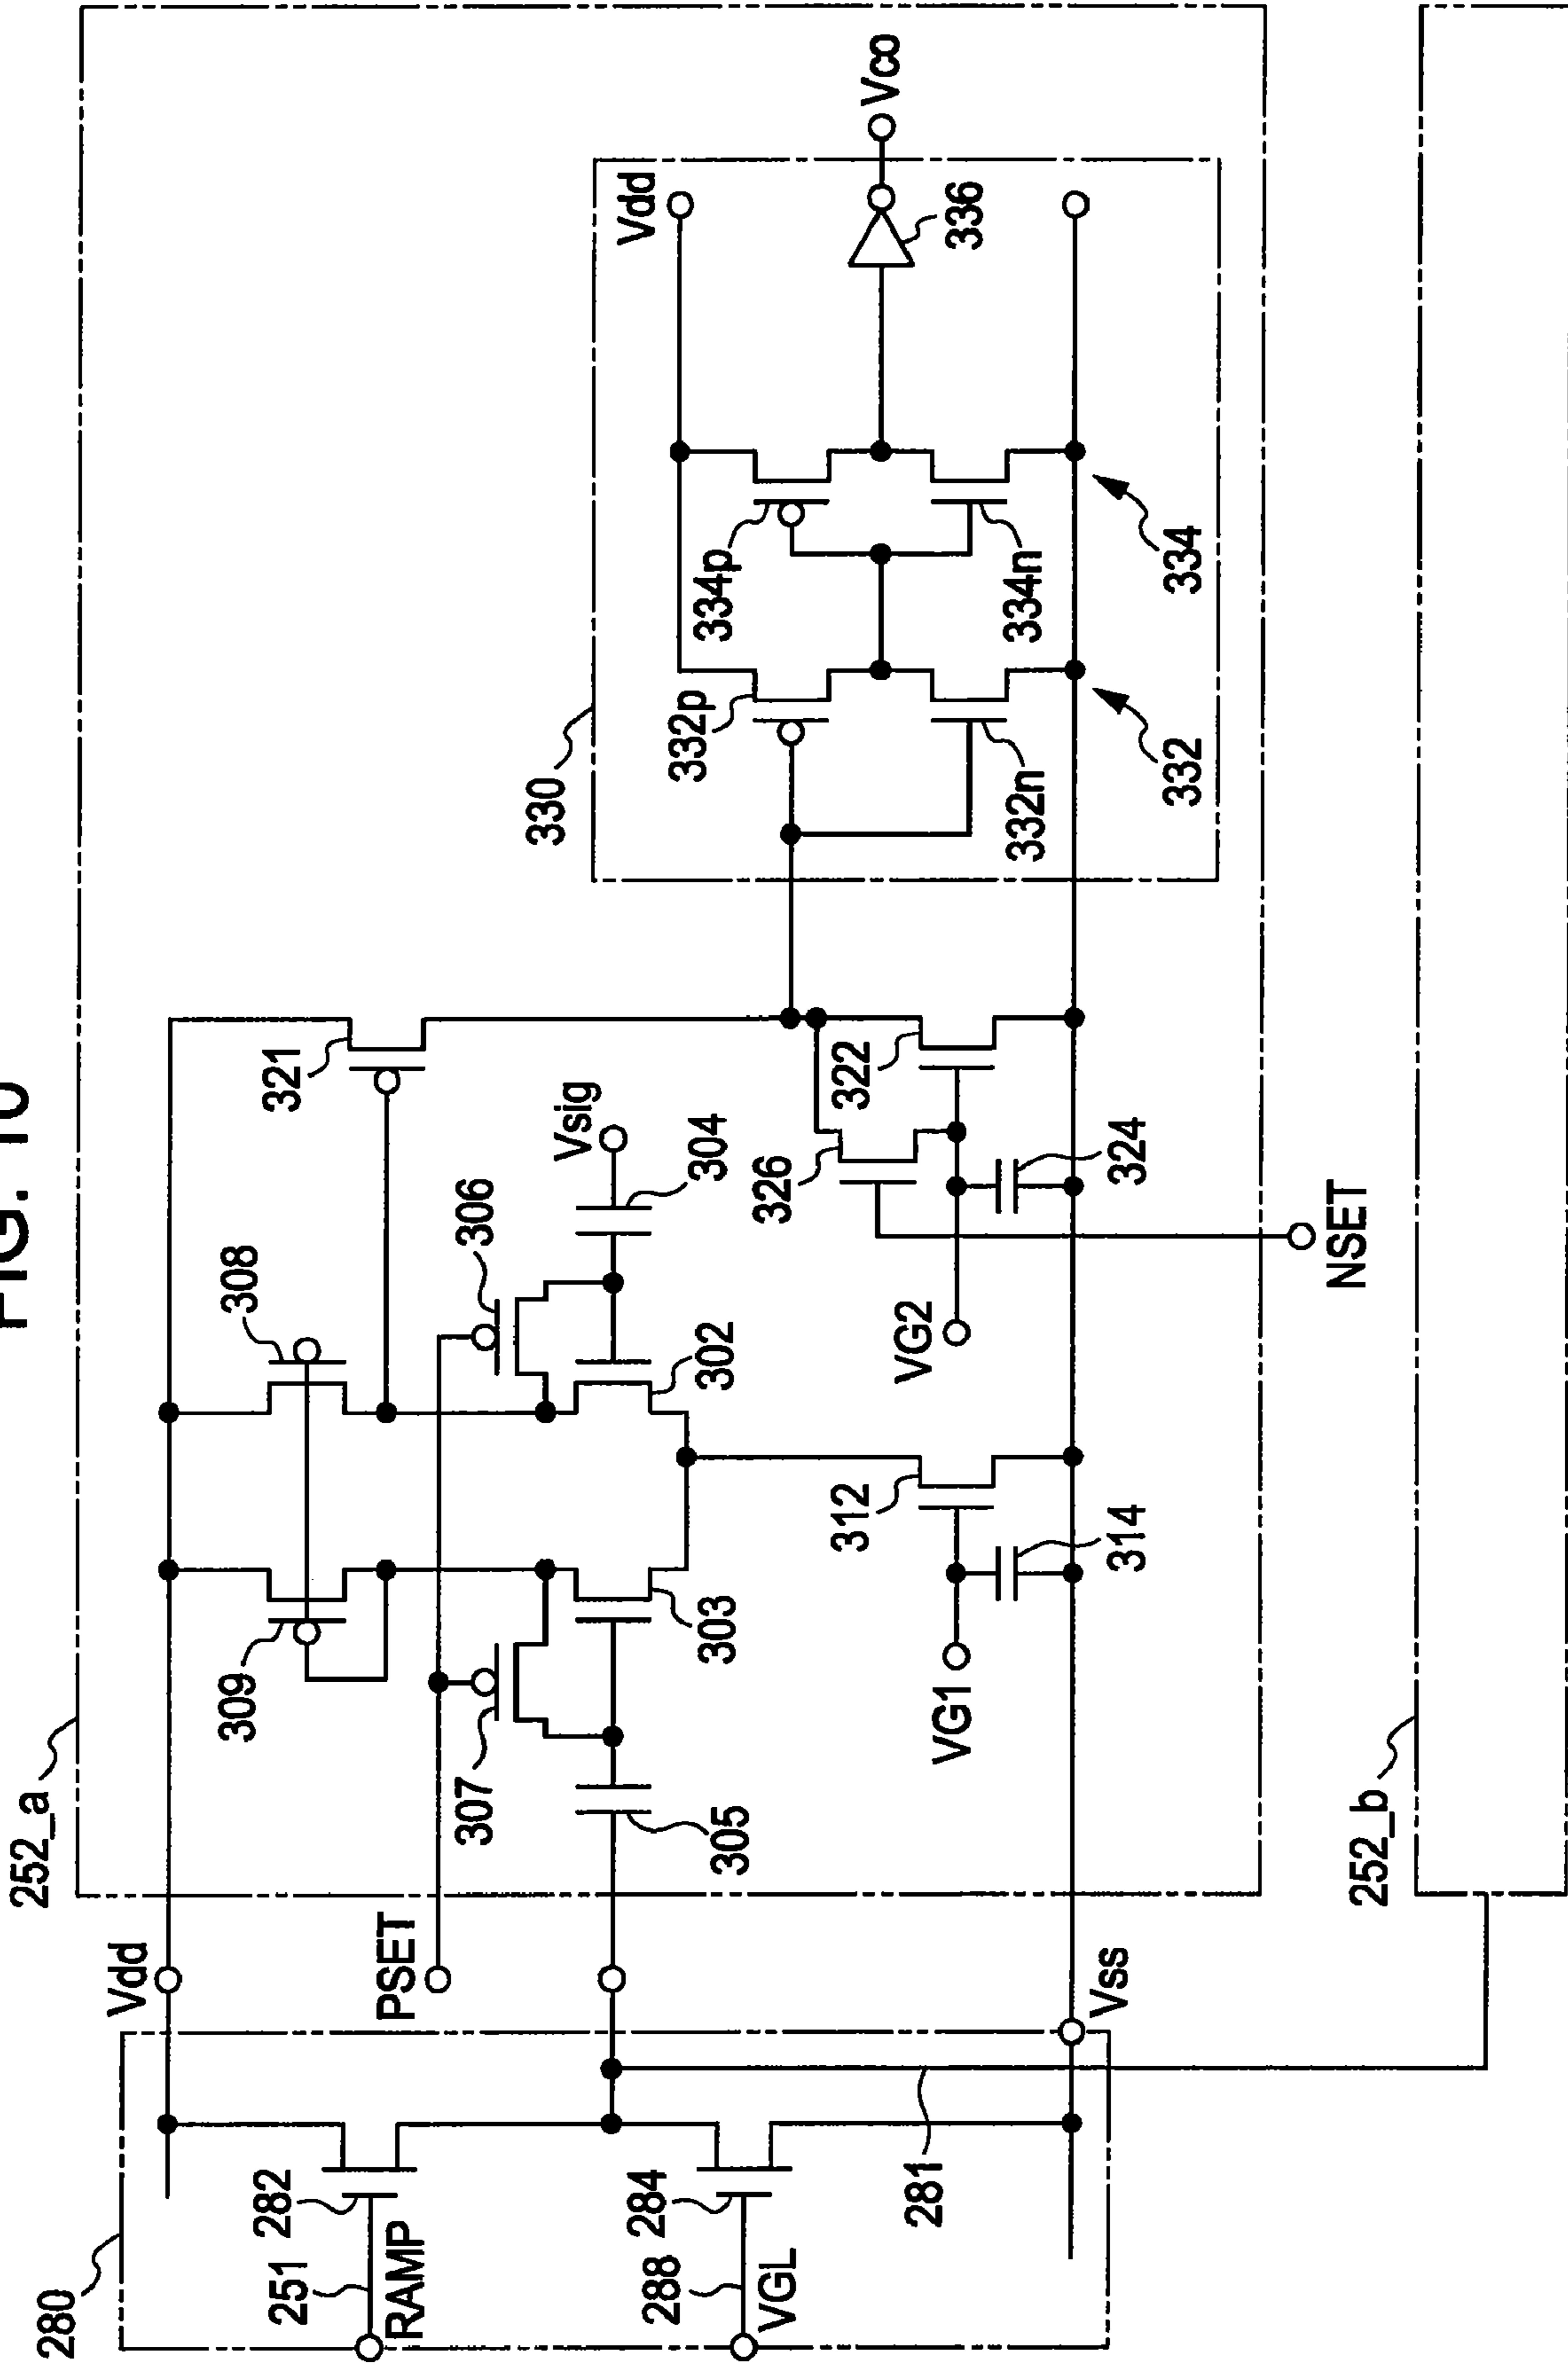 FIG. 10
252_a
280
Vdd
309
308
321
251
RAMP
282
PSET
307
306
Vsig
330
305
303
302
304
288
VGL
284
332p
334p
Vdd
326
322
VG1
312
VG2
281
Vss
314
324
332n
334n
336
Vco
332
334
NSET
252_b